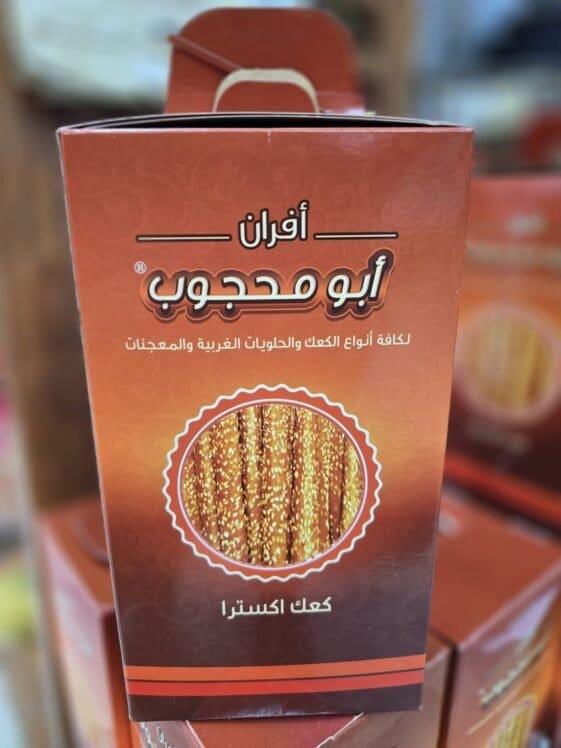 أفران
أبو محجوب ®
لكافة أنواع الكعك والحلويات الغربية والمعجنات
كعك اكسترا